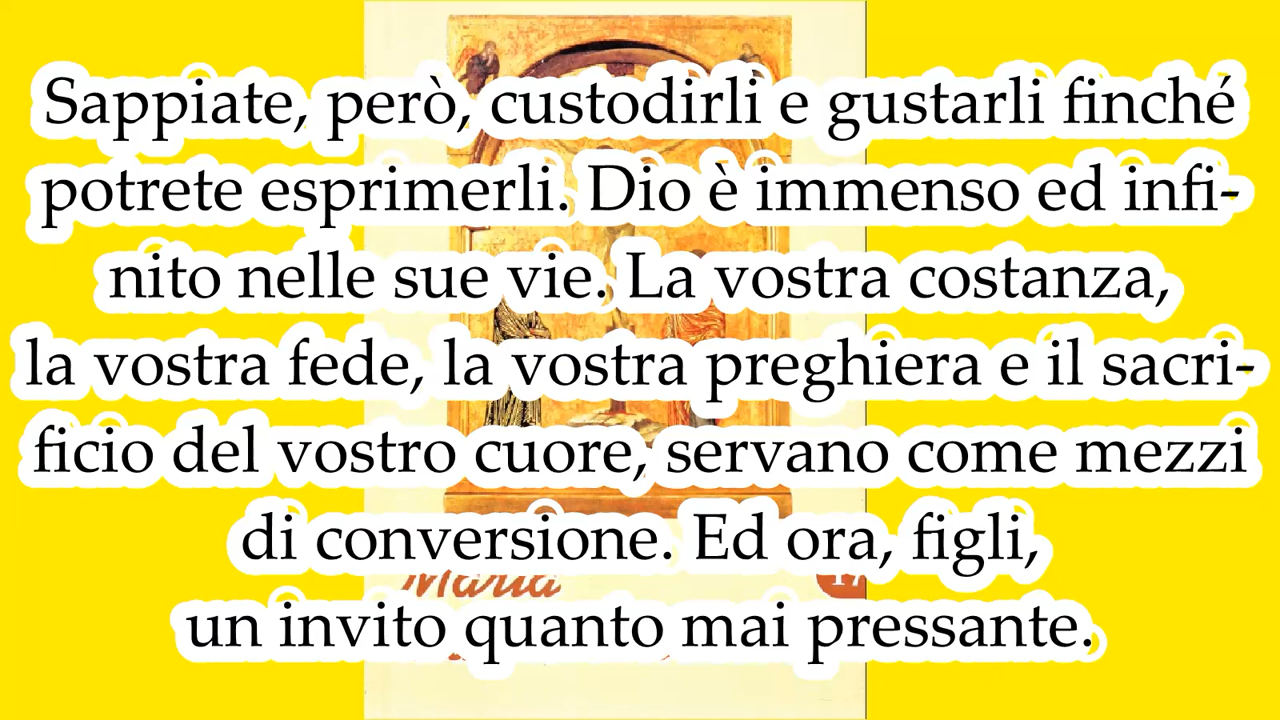 Sappiate, però, custodirli e gustarli finché
potrete esprimerli. Dio è immenso ed infi-
nito nelle sue vie. La vostra costanza,
la vostra fede, la vostra preghiera e il sacri-
ficio del vostro cuore, servano come mezzi
di conversione. Ed ora, figli,
Maria 17
un invito quanto mai pressante.